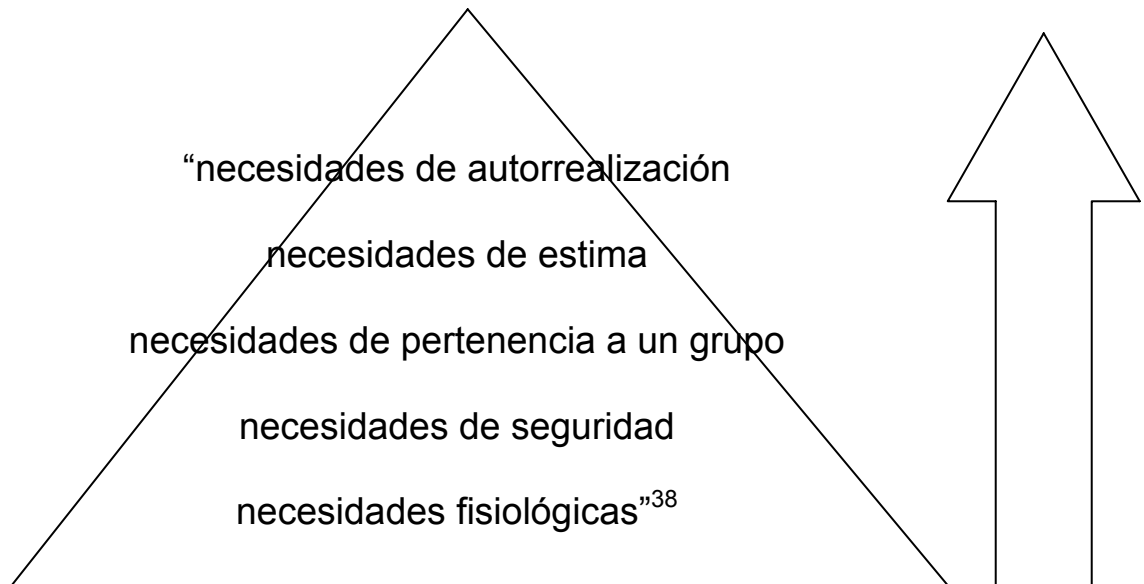 “necesidades de autorrealización
necesidades de estima
necesidades de pertenencia a un grupo
necesidades de seguridad
necesidades fisiológicas”³⁸